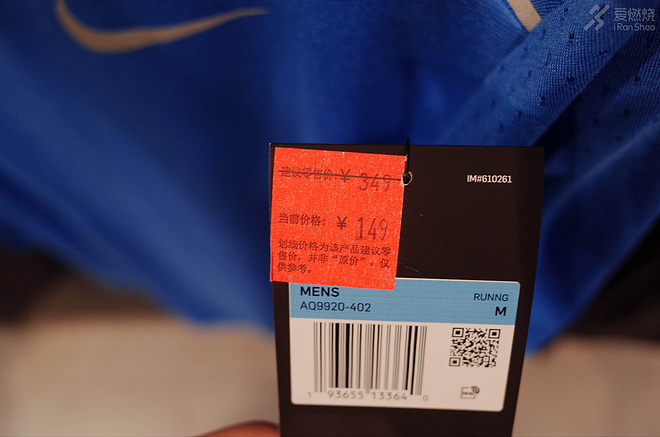 爱燃烧
iRanShao
IM#610261
建议零售价:¥ 349
当前价格: ¥ 149
划线价格为该产品建议零
售价，并非“原价”，仅
供参考。
MENS
RUNNG
AQ9920-402
M
1 93655 13364 0